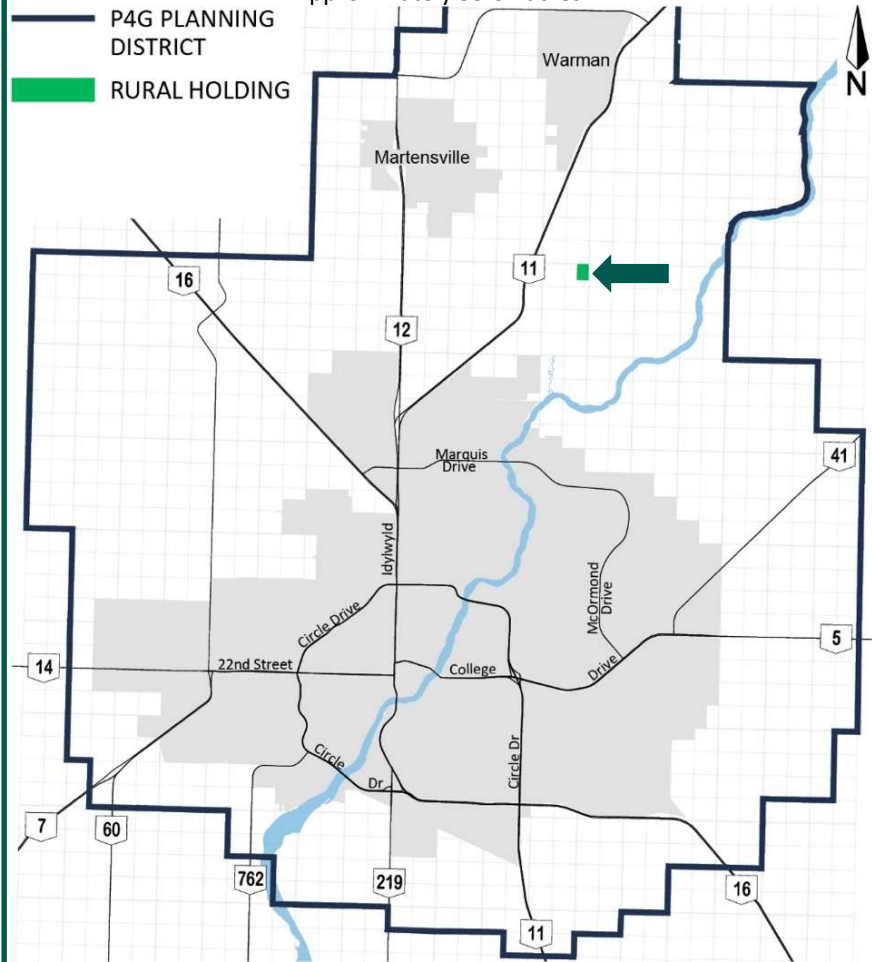 P4G PLANNING
DISTRICT
RURAL HOLDING
N
Warman
Martensville
16
11
12
Marquis
Drive
41
Idylwyld
McOrmond
Drive
Circle Drive
5
14
22nd Street
College
Drive
Circle
Dr
Circle Dr
7
60
762
219
16
11